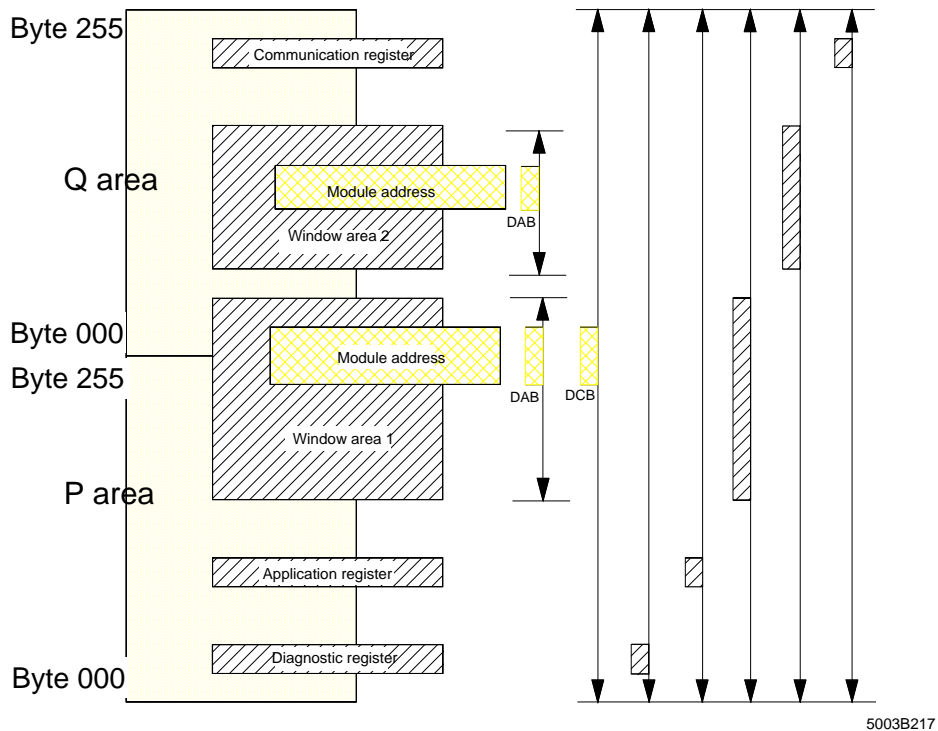 Byte 255
Communication register
Q area
Module address
DAB
Window area 2
Byte 000
Module address
Byte 255
DAB
DCB
Window area 1
P area
Application register
Diagnostic register
Byte 000
5003B217